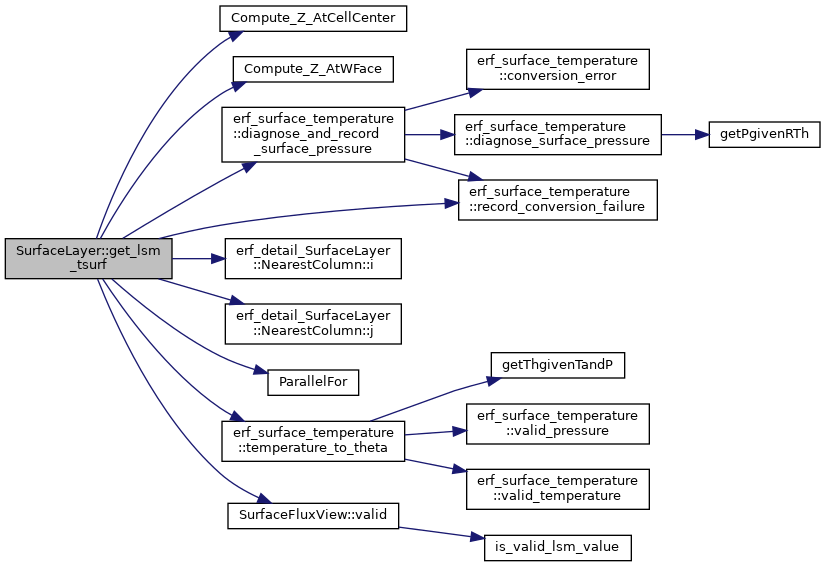 Compute_Z_AtCellCenter
Compute_Z_AtWFace
erf_surface_temperature
::diagnose_and_record
_surface_pressure
erf_surface_temperature
::conversion_error
erf_surface_temperature
::diagnose_surface_pressure
getPgivenRTh
erf_surface_temperature
::record_conversion_failure
SurfaceLayer::get_lsm
_tsurf
erf_detail_SurfaceLayer
::NearestColumn::i
erf_detail_SurfaceLayer
::NearestColumn::j
ParallelFor
erf_surface_temperature
::temperature_to_theta
getThgivenTandP
erf_surface_temperature
::valid_pressure
erf_surface_temperature
::valid_temperature
SurfaceFluxView::valid
is_valid_lsm_value